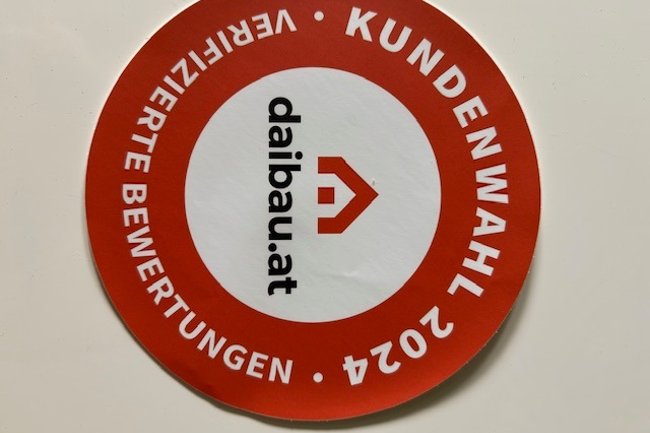 KUNDENWAHL 2024
daibau.at
VERIFIZIERTE BEWERTUNGEN